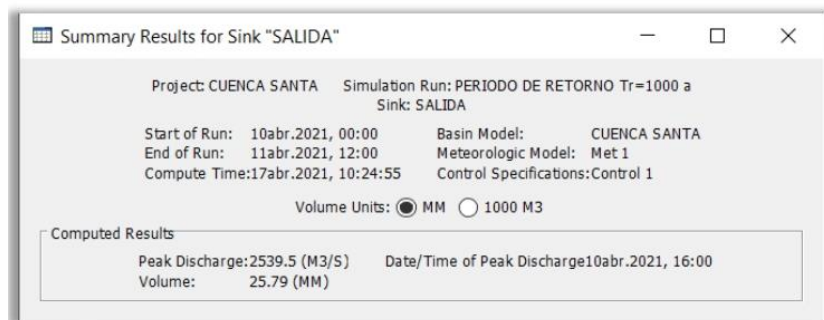 Summary Results for Sink "SALIDA"
Project: CUENCA SANTA Simulation Run: PERIODO DE RETORNO Tr=1000 a
Sink: SALIDA
Start of Run: 10abr.2021, 00:00 Basin Model: CUENCA SANTA
End of Run: 11abr.2021, 12:00 Meteorologic Model: Met 1
Compute Time:17abr.2021, 10:24:55 Control Specifications:Control 1
Volume Units: MM 1000 M3
Computed Results
Peak Discharge:2539.5 (M3/S) Date/Time of Peak Discharge10abr.2021, 16:00
Volume: 25.79 (MM)